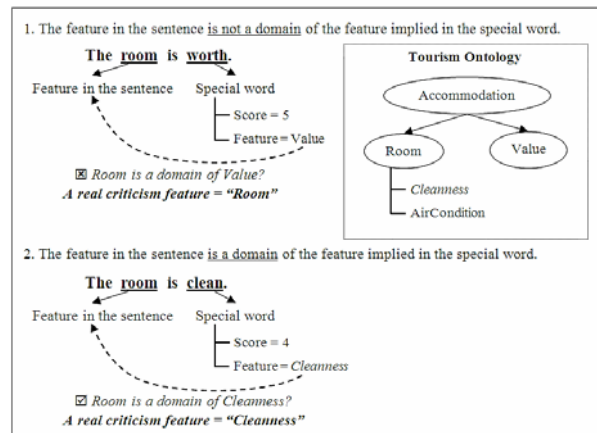 1. The feature in the sentence is not a domain of the feature implied in the special word.
The room is worth.
Feature in the sentence Special word
Score = 5
Feature = Value
☒ Room is a domain of Value?
A real criticism feature = “Room”
Tourism Ontology
Accommodation
Room Value
Cleanness
AirCondition
2. The feature in the sentence is a domain of the feature implied in the special word.
The room is clean.
Feature in the sentence Special word
Score = 4
Feature = Cleanness
☑ Room is a domain of Cleanness?
A real criticism feature = “Cleanness”